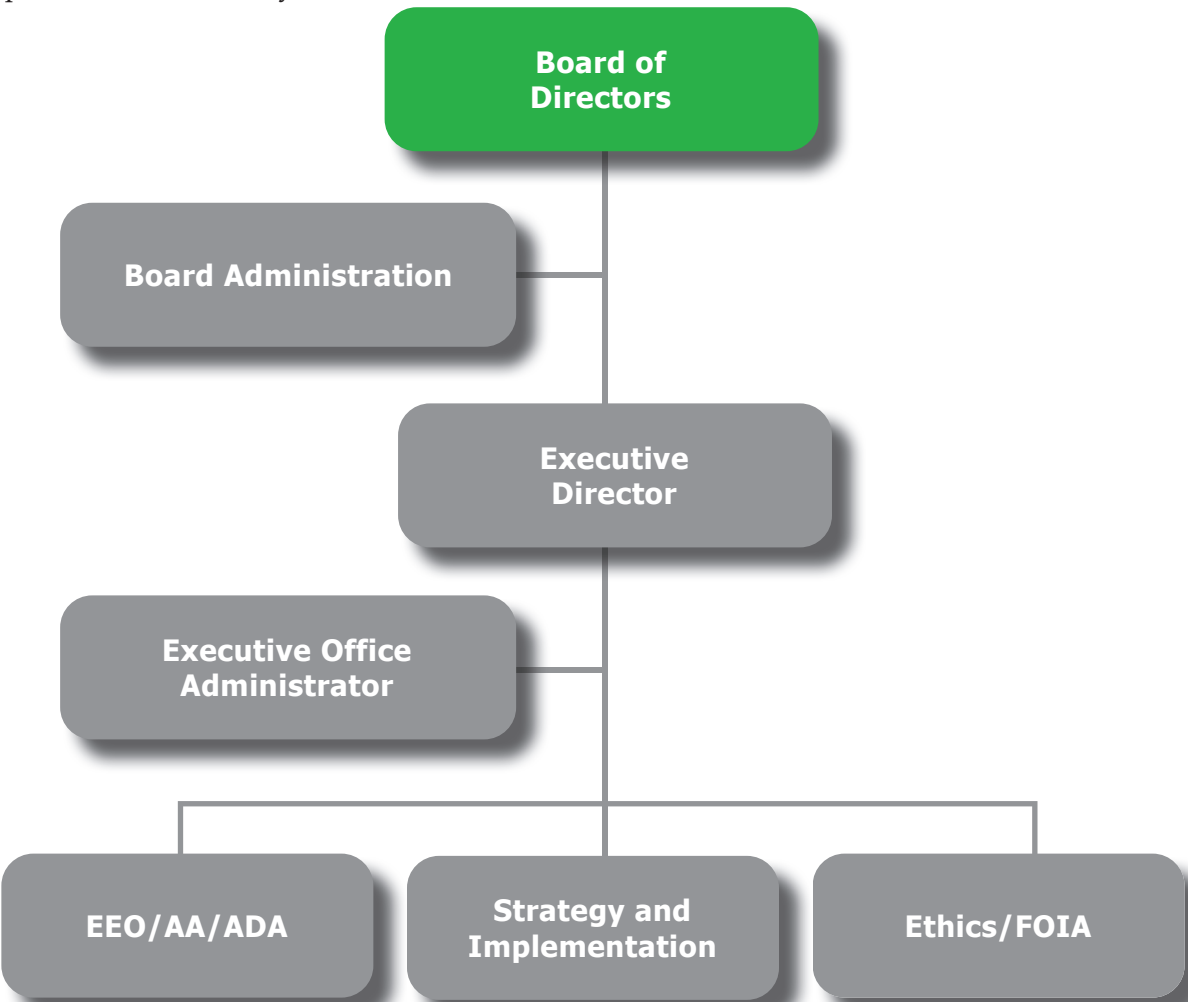 Board of
Directors
Board Administration
Executive
Director
Executive Office
Administrator
EEO/AA/ADA
Strategy and
Implementation
Ethics/FOIA